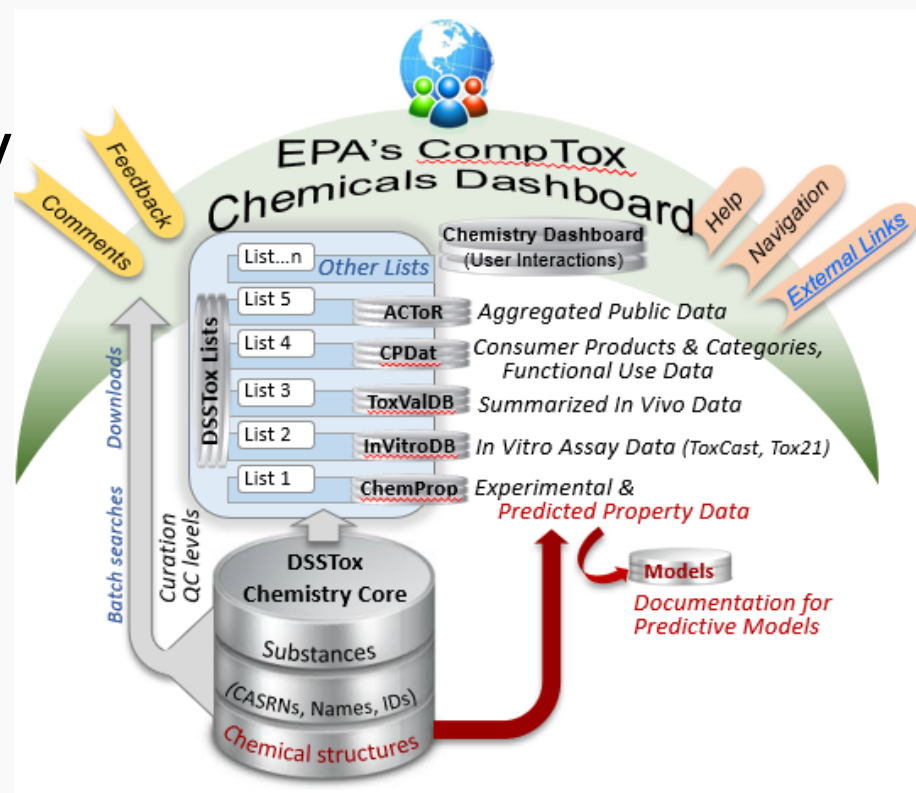 y
EPA's CompTox
Chemicals Dashboard
Feedback
Comments
Help
Navigation
External Links
Chemistry Dashboard
(User Interactions)
List...n
Other Lists
DSSTox Lists
List 5
ACToR
Aggregated Public Data
List 4
CPDat
Consumer Products & Categories,
Functional Use Data
List 3
ToxValDB
Summarized In Vivo Data
List 2
InVitroDB
In Vitro Assay Data (ToxCast, Tox21)
List 1
ChemProp
Experimental &
Predicted Property Data
Models
Documentation for
Predictive Models
Batch searches Downloads
Curation
QC levels
DSSTox
Chemistry Core
Substances
(CASRNs, Names, IDs)
Chemical structures